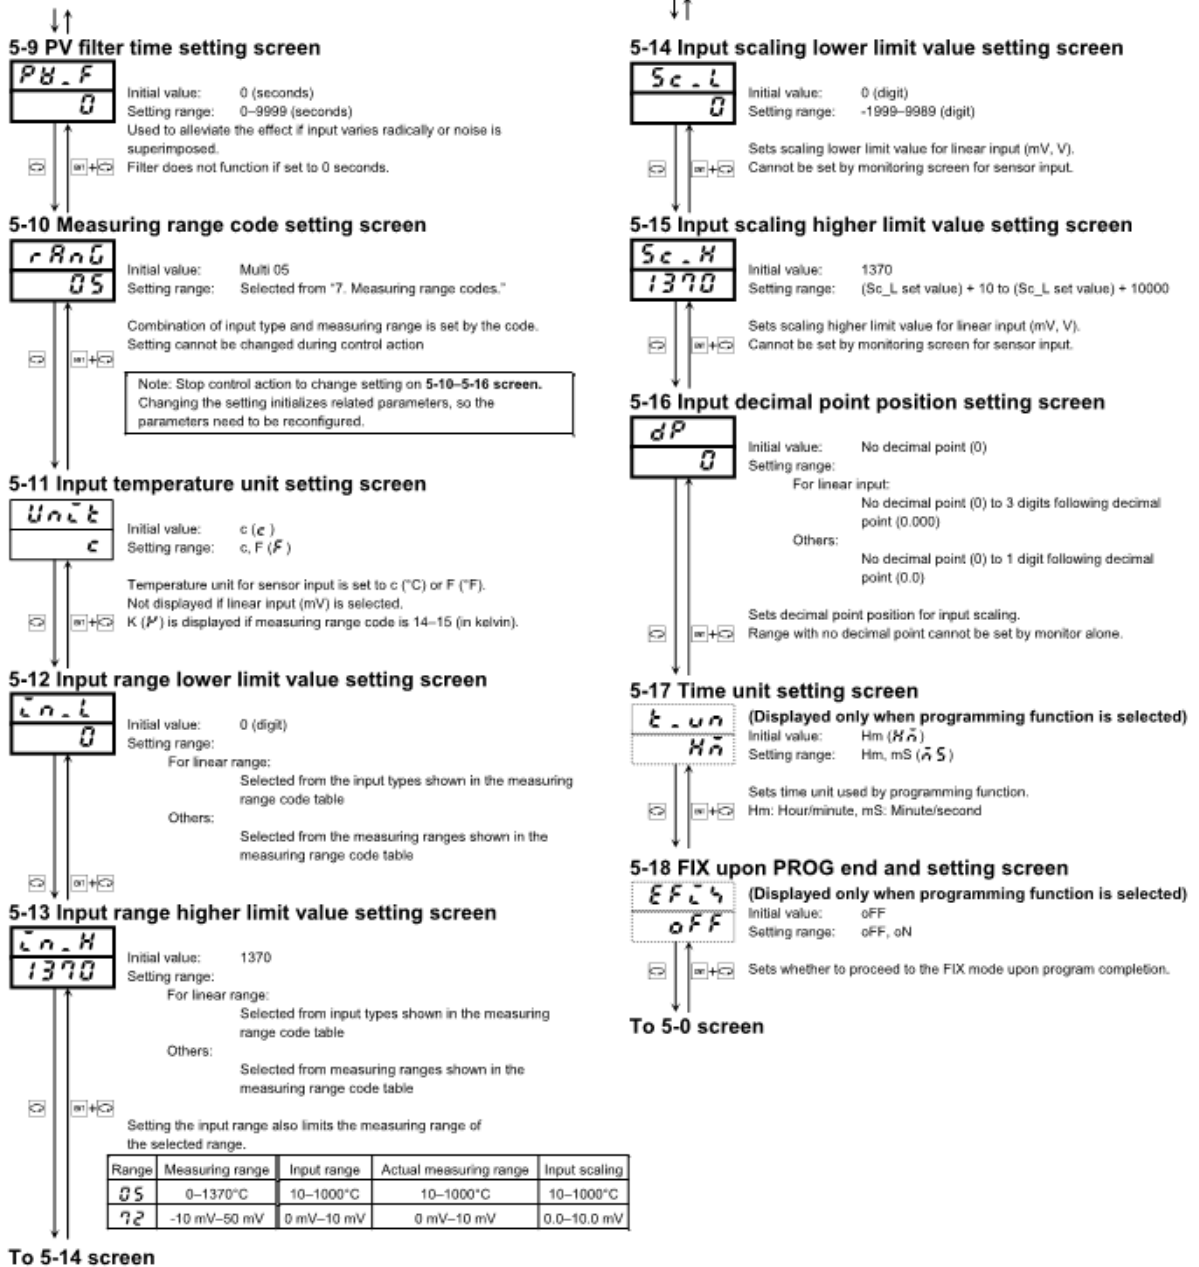 5-9 PV filter time setting screen
PV_F
0
Initial value: 0 (seconds)
Setting range: 0–9999 (seconds)
Used to alleviate the effect if input varies radically or noise is
superimposed.
ENT + Filter does not function if set to 0 seconds.
5-10 Measuring range code setting screen
rAnG
05
Initial value: Multi 05
Setting range: Selected from "7. Measuring range codes."
Combination of input type and measuring range is set by the code.
Setting cannot be changed during control action
ENT +
Note: Stop control action to change setting on 5-10–5-16 screen.
Changing the setting initializes related parameters, so the
parameters need to be reconfigured.
5-11 Input temperature unit setting screen
Unit
c
Initial value: c (c)
Setting range: c, F (F)
Temperature unit for sensor input is set to c (°C) or F (°F).
Not displayed if linear input (mV) is selected.
ENT + K (K) is displayed if measuring range code is 14–15 (in kelvin).
5-12 Input range lower limit value setting screen
in_L
0
Initial value: 0 (digit)
Setting range:
For linear range:
Selected from the input types shown in the measuring
range code table
Others:
Selected from the measuring ranges shown in the
measuring range code table
ENT +
5-13 Input range higher limit value setting screen
in_H
1370
Initial value: 1370
Setting range:
For linear range:
Selected from input types shown in the measuring
range code table
Others:
Selected from measuring ranges shown in the
measuring range code table
ENT +
Setting the input range also limits the measuring range of
the selected range.
Range Measuring range Input range Actual measuring range Input scaling
05 0–1370°C 10–1000°C 10–1000°C 10–1000°C
72 -10 mV–50 mV 0 mV–10 mV 0 mV–10 mV 0.0–10.0 mV
To 5-14 screen
5-14 Input scaling lower limit value setting screen
Sc_L
0
Initial value: 0 (digit)
Setting range: -1999–9989 (digit)
Sets scaling lower limit value for linear input (mV, V).
ENT + Cannot be set by monitoring screen for sensor input.
5-15 Input scaling higher limit value setting screen
Sc_H
1370
Initial value: 1370
Setting range: (Sc_L set value) + 10 to (Sc_L set value) + 10000
Sets scaling higher limit value for linear input (mV, V).
ENT + Cannot be set by monitoring screen for sensor input.
5-16 Input decimal point position setting screen
dP
0
Initial value: No decimal point (0)
Setting range:
For linear input:
No decimal point (0) to 3 digits following decimal
point (0.000)
Others:
No decimal point (0) to 1 digit following decimal
point (0.0)
Sets decimal point position for input scaling.
ENT + Range with no decimal point cannot be set by monitor alone.
5-17 Time unit setting screen
t_un
Hm
(Displayed only when programming function is selected)
Initial value: Hm (Hm)
Setting range: Hm, mS (mS)
Sets time unit used by programming function.
ENT + Hm: Hour/minute, mS: Minute/second
5-18 FIX upon PROG end and setting screen
EFiX
oFF
(Displayed only when programming function is selected)
Initial value: oFF
Setting range: oFF, oN
ENT + Sets whether to proceed to the FIX mode upon program completion.
To 5-0 screen